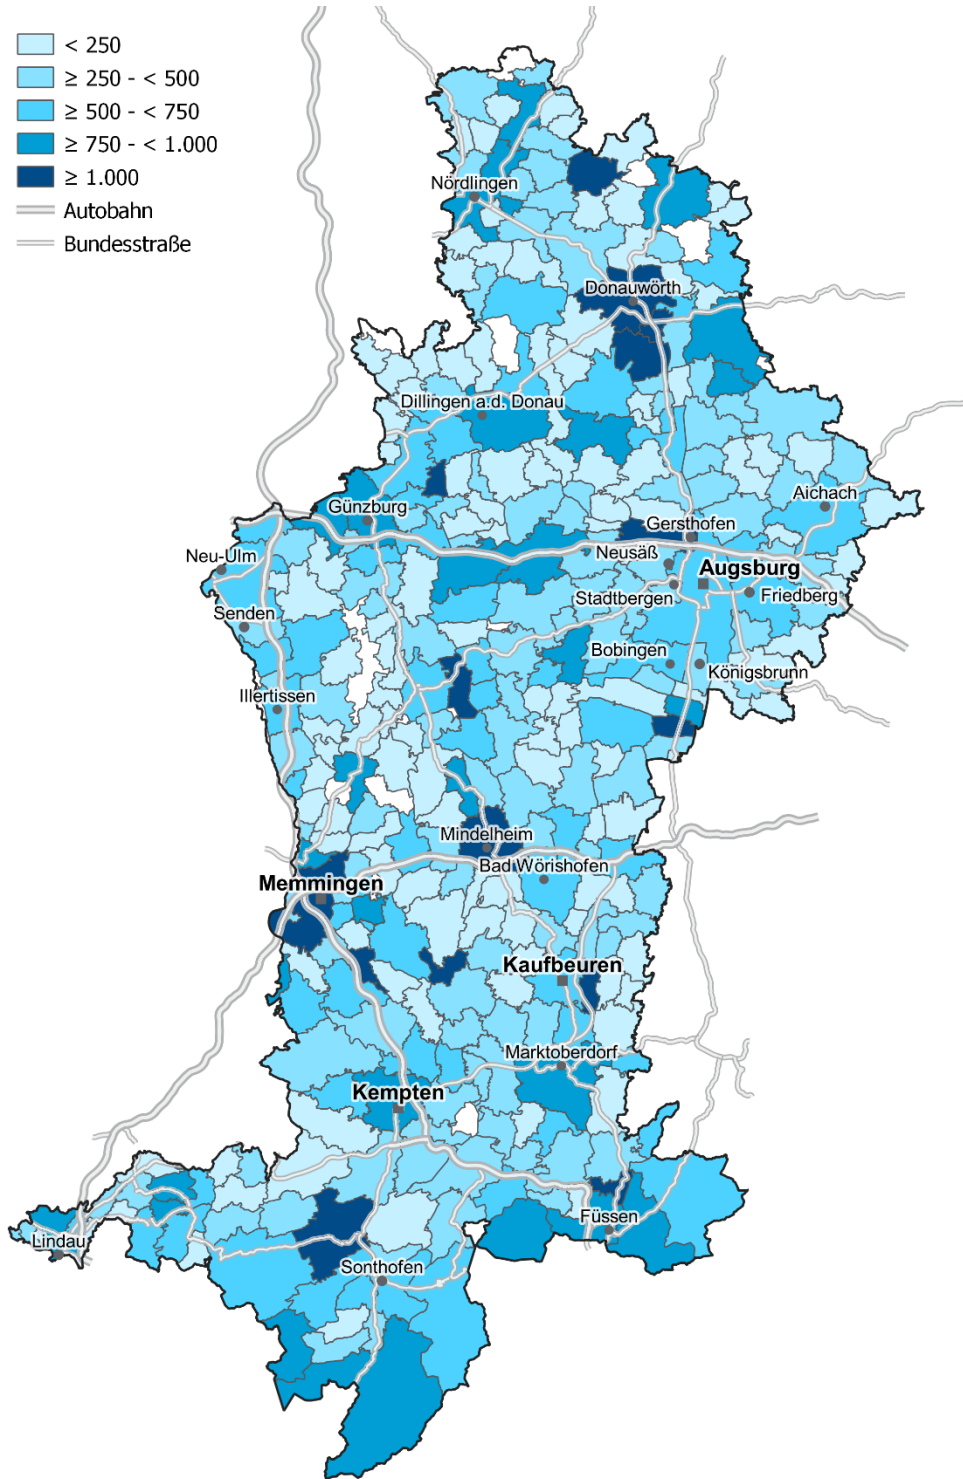 < 250
≥ 250 - < 500
≥ 500 - < 750
≥ 750 - < 1.000
≥ 1.000
Autobahn
Bundesstraße
Nördlingen
Donauwörth
Dillingen a.d. Donau
Aichach
Günzburg
Gersthofen
Neu-Ulm
Neusäß
Augsburg
Stadtbergen
Friedberg
Senden
Bobingen
Königsbrunn
Illertissen
Mindelheim
Bad Wörishofen
Memmingen
Kaufbeuren
Marktoberdorf
Kempten
Füssen
Lindau
Sonthofen